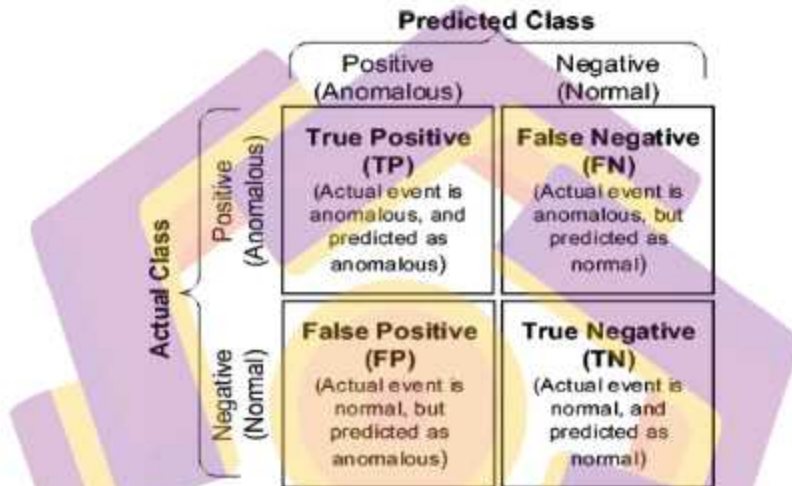 Predicted Class
Positive
(Anomalous)
Negative
(Normal)
Actual Class
Positive
(Anomalous)
True Positive
(TP)
(Actual event is
anomalous, and
predicted as
anomalous)
False Negative
(FN)
(Actual event is
anomalous, but
predicted as
normal)
Negative
(Normal)
False Positive
(FP)
(Actual event is
normal, but
predicted as
anomalous)
True Negative
(TN)
(Actual event is
normal, and
predicted as
normal)